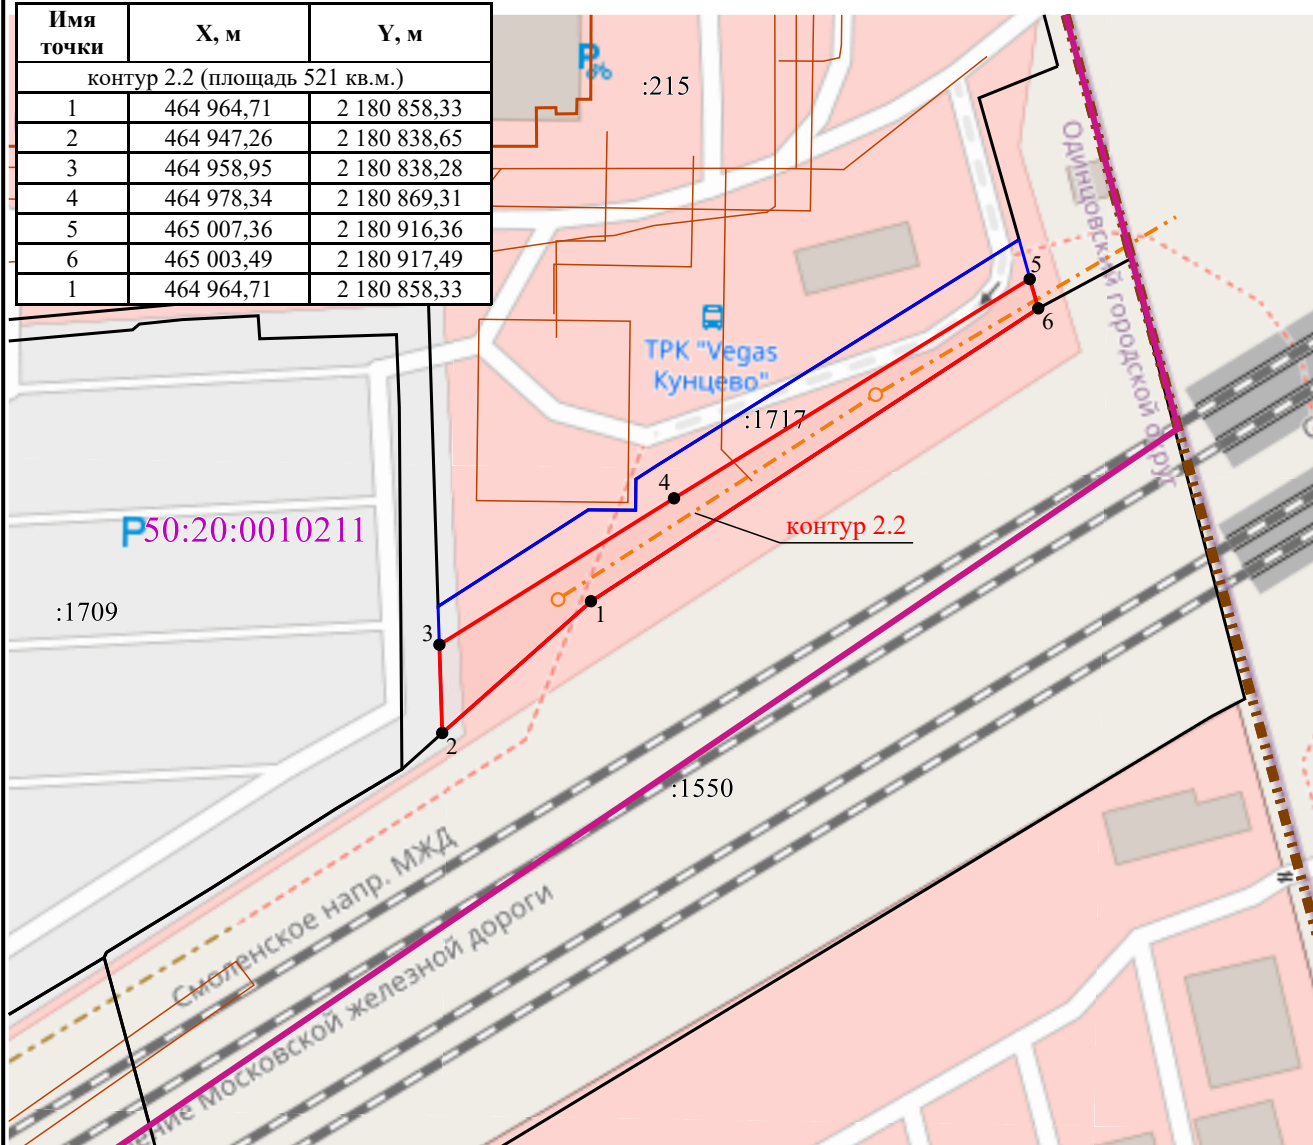 Имя точки X, м Y, м
контур 2.2 (площадь 521 кв.м.)
1 464 964,71 2 180 858,33
2 464 947,26 2 180 838,65
3 464 958,95 2 180 838,28
4 464 978,34 2 180 869,31
5 465 007,36 2 180 916,36
6 465 003,49 2 180 917,49
1 464 964,71 2 180 858,33
P
:215
Одинцовский городской округ
5
6
ТРК "Vegas
Кунцево"
:1717
4
контур 2.2
P
50:20:0010211
:1709
1
3
2
:1550
Смоленское напр. МЖД
ение Московской железной дороги